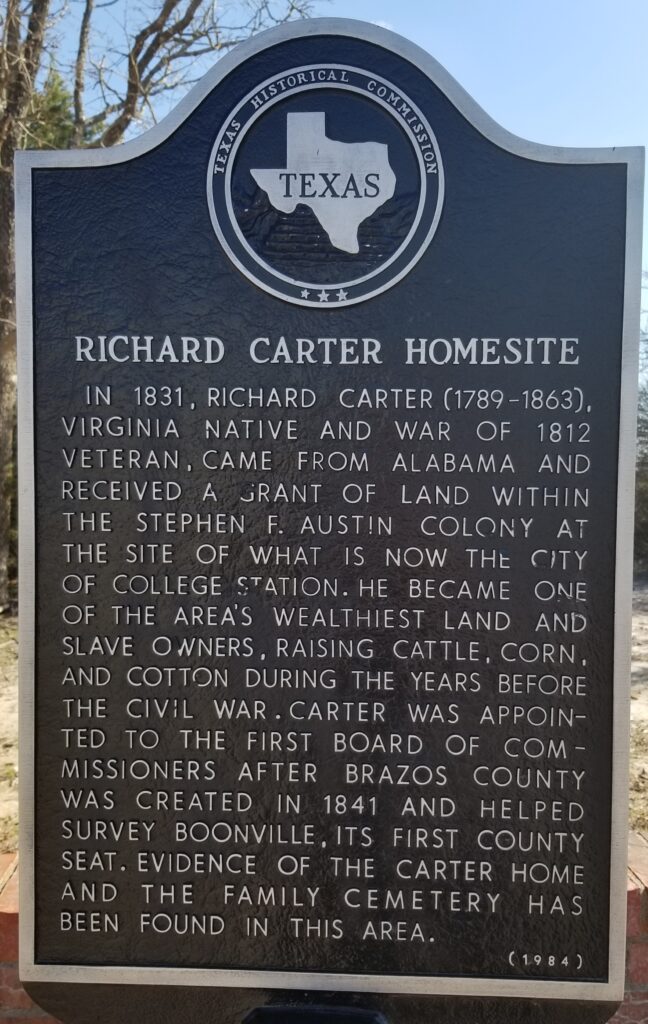 TEXAS HISTORICAL COMMISSION
TEXAS
RICHARD CARTER HOMESITE
IN 1831, RICHARD CARTER (1789-1863),
VIRGINIA NATIVE AND WAR OF 1812
VETERAN, CAME FROM ALABAMA AND
RECEIVED A GRANT OF LAND WITHIN
THE STEPHEN F. AUSTIN COLONY AT
THE SITE OF WHAT IS NOW THE CITY
OF COLLEGE STATION. HE BECAME ONE
OF THE AREA'S WEALTHIEST LAND AND
SLAVE OWNERS, RAISING CATTLE, CORN,
AND COTTON DURING THE YEARS BEFORE
THE CIVIL WAR. CARTER WAS APPOIN-
TED TO THE FIRST BOARD OF COM-
MISSIONERS AFTER BRAZOS COUNTY
WAS CREATED IN 1841 AND HELPED
SURVEY BOONVILLE, ITS FIRST COUNTY
SEAT. EVIDENCE OF THE CARTER HOME
AND THE FAMILY CEMETERY HAS
BEEN FOUND IN THIS AREA.
(1984)